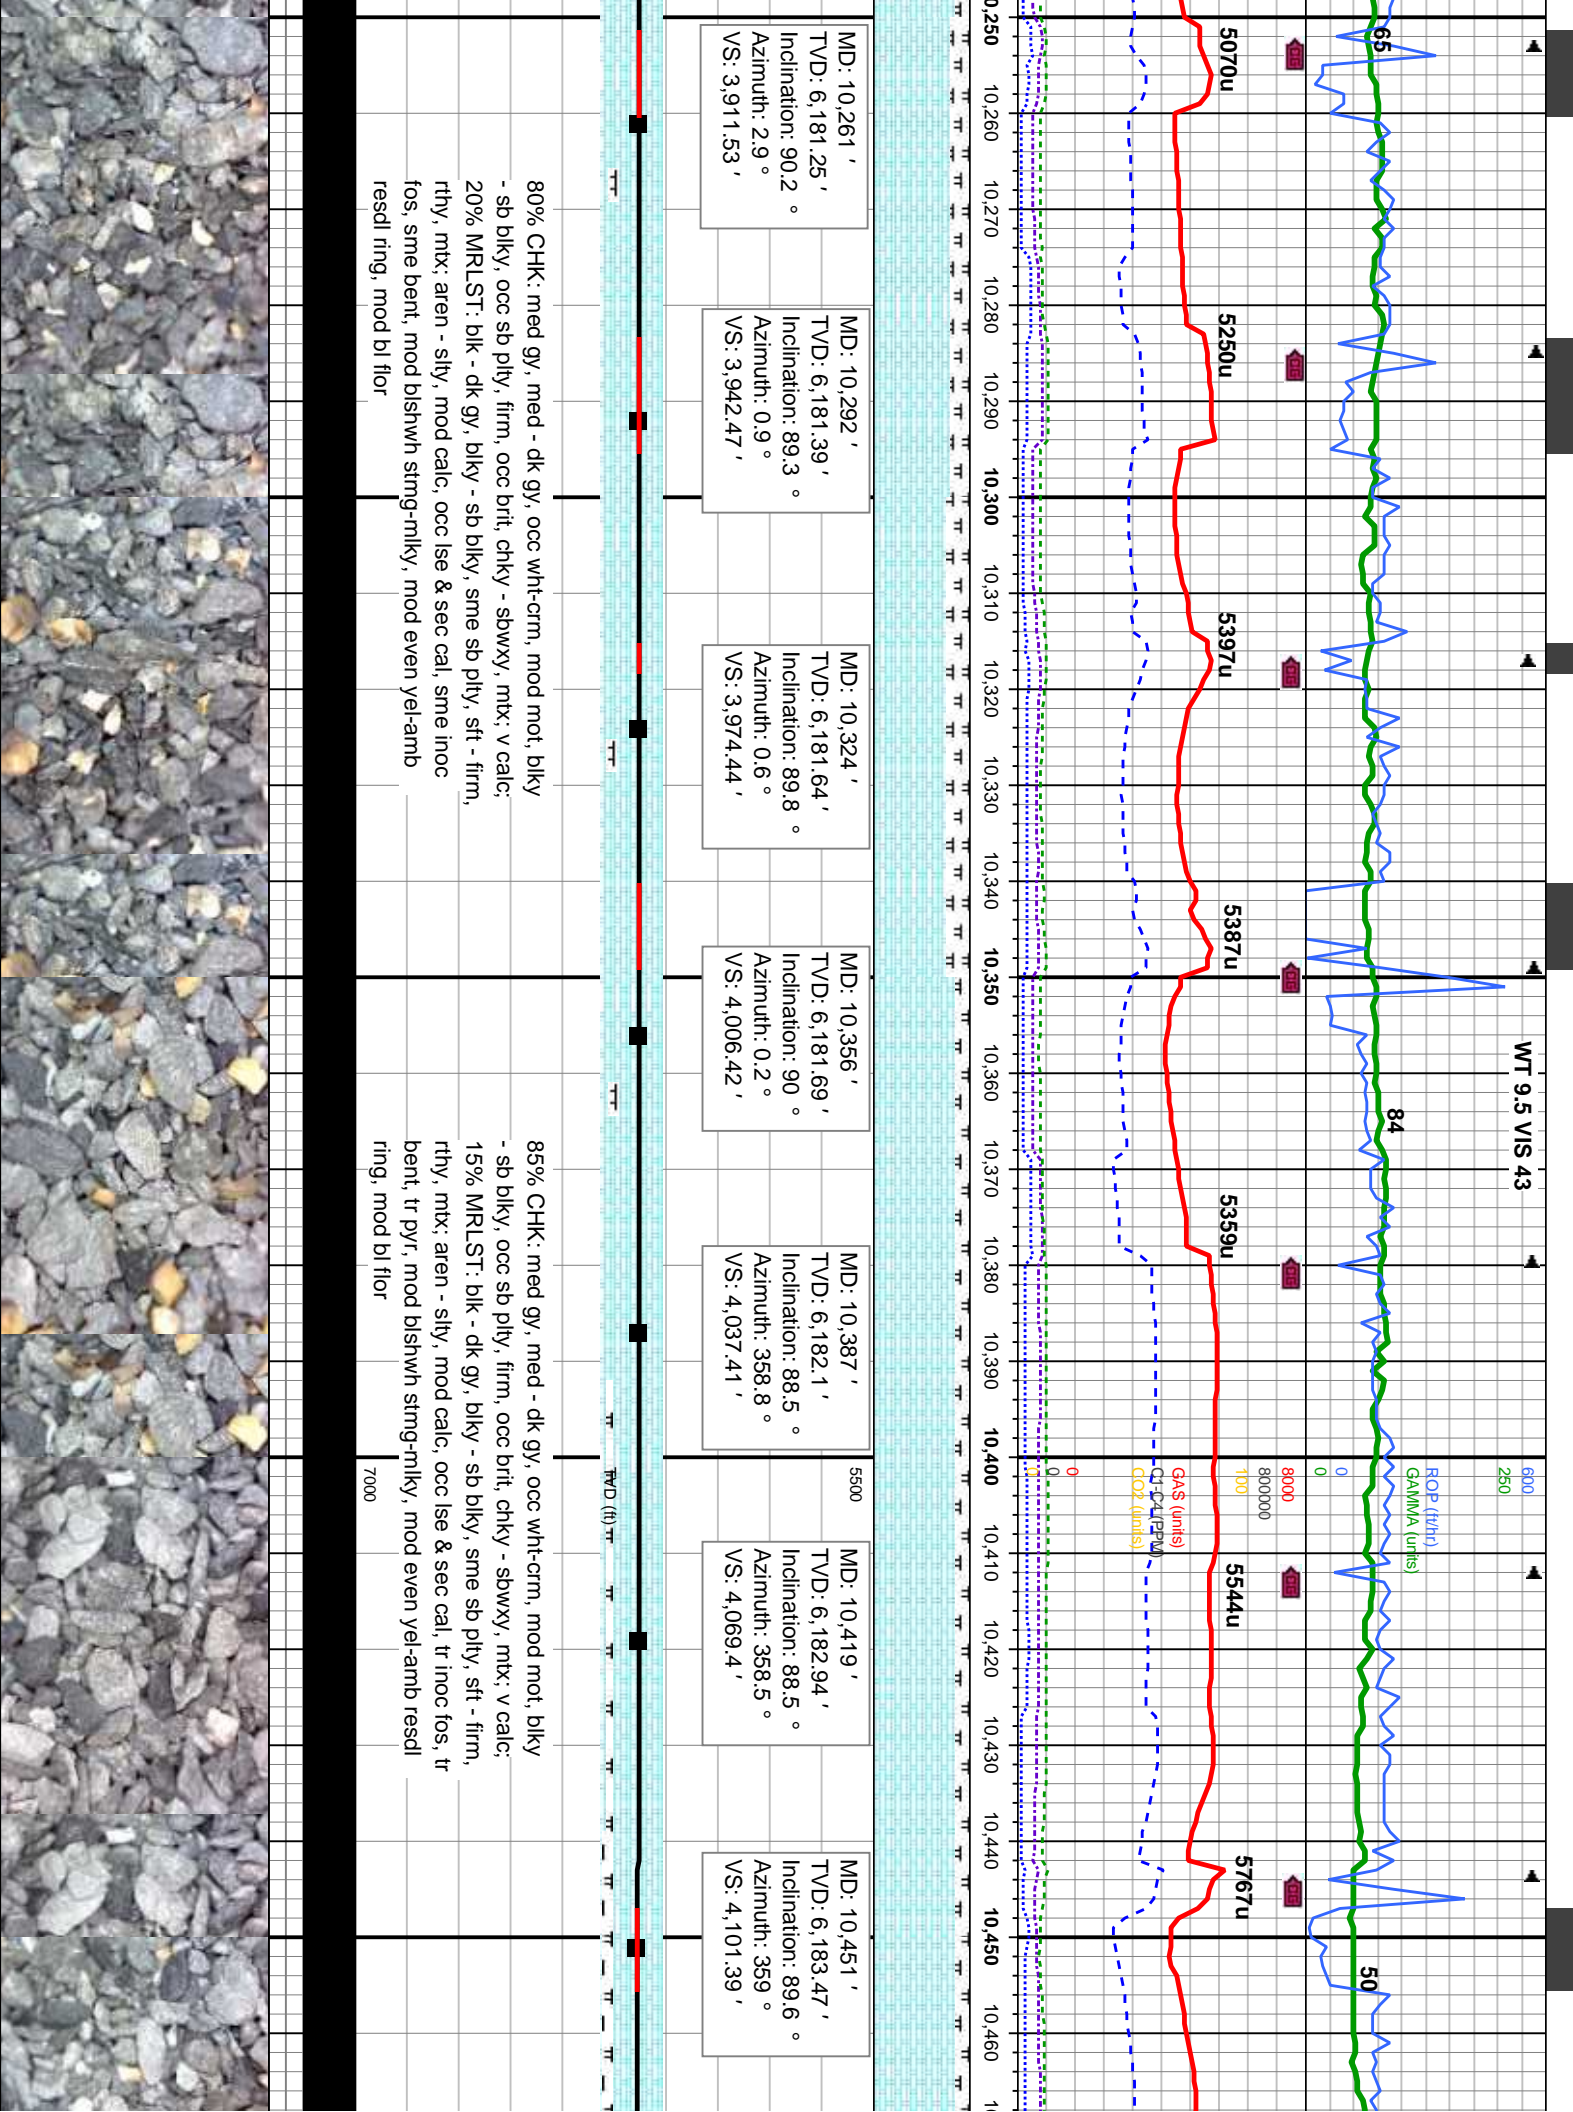 WT 9.5 VIS 43
65
84
50
600
250
ROP (ft/hr)
GAMMA (units)
0
0
5070u
5250u
5397u
5387u
5359u
5544u
5767u
8000
800000
100
GAS (units)
C1-C4 (PPM)
CO2 (units)
0
0
0
10,260
10,270
10,280
10,290
10,300
10,310
10,320
10,330
10,340
10,350
10,360
10,370
10,380
10,390
10,400
10,410
10,420
10,430
10,440
10,450
10,460
MD: 10,261 '
TVD: 6,181.25 '
Inclination: 90.2 °
Azimuth: 2.9 °
VS: 3,911.53 '
MD: 10,292 '
TVD: 6,181.39 '
Inclination: 89.3 °
Azimuth: 0.9 °
VS: 3,942.47 '
MD: 10,324 '
TVD: 6,181.64 '
Inclination: 89.8 °
Azimuth: 0.6 °
VS: 3,974.44 '
MD: 10,356 '
TVD: 6,181.69 '
Inclination: 90 °
Azimuth: 0.2 °
VS: 4,006.42 '
MD: 10,387 '
TVD: 6,182.1 '
Inclination: 88.5 °
Azimuth: 358.8 °
VS: 4,037.41 '
MD: 10,419 '
TVD: 6,182.94 '
Inclination: 88.5 °
Azimuth: 358.5 °
VS: 4,069.4 '
MD: 10,451 '
TVD: 6,183.47 '
Inclination: 89.6 °
Azimuth: 359 °
VS: 4,101.39 '
5500
TVD (ft)
7000
80% CHK: med gy, med - dk gy, occ wht-crm, mod mot, blky
- sb blky, occ sb plty, firm, occ brit, chky - sbwxy, mtx; v calc;
20% MRLST: blk - dk gy, blky - sb blky, sme sb plty, sft - firm,
rthy, mtx; aren - slty, mod calc, occ lse & sec cal, sme inoc
fos, sme bent, mod blshwh stmg-mlky, mod even yel-amb
resdl ring, mod bl flor
85% CHK: med gy, med - dk gy, occ wht-crm, mod mot, blky
- sb blky, occ sb plty, firm, occ brit, chky - sbwxy, mtx; v calc;
15% MRLST: blk - dk gy, blky - sb blky, sme sb plty, sft - firm,
rthy, mtx; aren - slty, mod calc, occ lse & sec cal, tr inoc fos, tr
bent, tr pyr, mod blshwh stmg-mlky, mod even yel-amb resdl
ring, mod bl flor